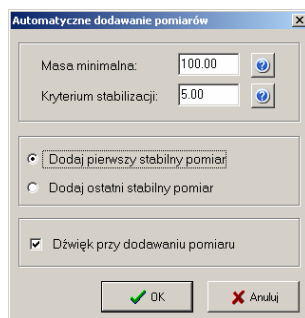 Automatyczne dodawanie pomiarów
Masa minimalna: 100.00
Kryterium stabilizacji: 5.00
Dodaj pierwszy stabilny pomiar
Dodaj ostatni stabilny pomiar
Dźwięk przy dodawaniu pomiaru
OK Anuluj